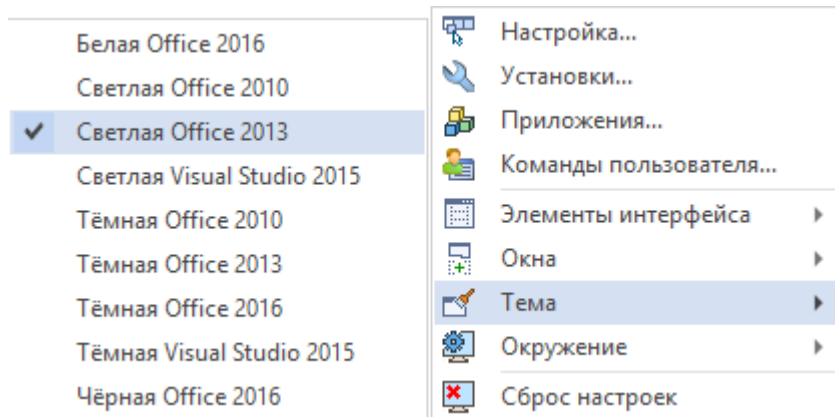 Белая Office 2016
Светлая Office 2010
Светлая Office 2013
Светлая Visual Studio 2015
Тёмная Office 2010
Тёмная Office 2013
Тёмная Office 2016
Тёмная Visual Studio 2015
Чёрная Office 2016
Настройка...
Установки...
Приложения...
Команды пользователя...
Элементы интерфейса
Окна
Тема
Окружение
Сброс настроек